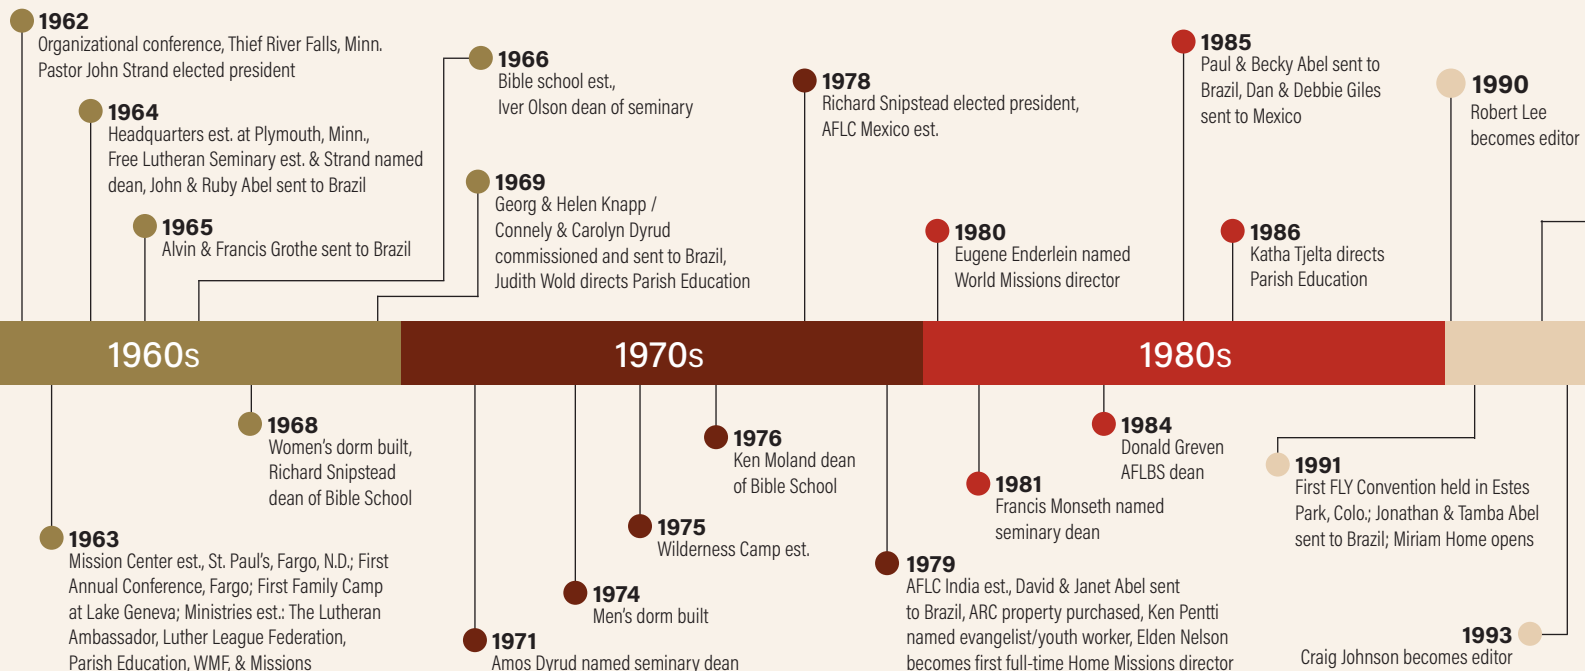 1962
Organizational conference, Thief River Falls, Minn.
Pastor John Strand elected president
1964
Headquarters est. at Plymouth, Minn.,
Free Lutheran Seminary est. & Strand named
dean, John & Ruby Abel sent to Brazil
1965
Alvin & Francis Grothe sent to Brazil
1966
Bible school est.,
Iver Olson dean of seminary
1969
Georg & Helen Knapp /
Connely & Carolyn Dyrud
commissioned and sent to Brazil,
Judith Wold directs Parish Education
1978
Richard Snipstead elected president,
AFLC Mexico est.
1980
Eugene Enderlein named
World Missions director
1985
Paul & Becky Abel sent to
Brazil, Dan & Debbie Giles
sent to Mexico
1986
Katha Tjelta directs
Parish Education
1990
Robert Lee
becomes editor
1960s
1970s
1980s
1963
Mission Center est., St. Paul's, Fargo, N.D.; First
Annual Conference, Fargo; First Family Camp
at Lake Geneva; Ministries est.: The Lutheran
Ambassador, Luther League Federation,
Parish Education, WMF, & Missions
1968
Women's dorm built,
Richard Snipstead
dean of Bible School
1971
Amos Dyrud named seminary dean
1974
Men's dorm built
1975
Wilderness Camp est.
1976
Ken Moland dean
of Bible School
1979
AFLC India est., David & Janet Abel sent
to Brazil, ARC property purchased, Ken Pentti
named evangelist/youth worker, Elden Nelson
becomes first full-time Home Missions director
1981
Francis Monseth named
seminary dean
1984
Donald Greven
AFLBS dean
1991
First FLY Convention held in Estes
Park, Colo.; Jonathan & Tamba Abel
sent to Brazil; Miriam Home opens
1993
Craig Johnson becomes editor